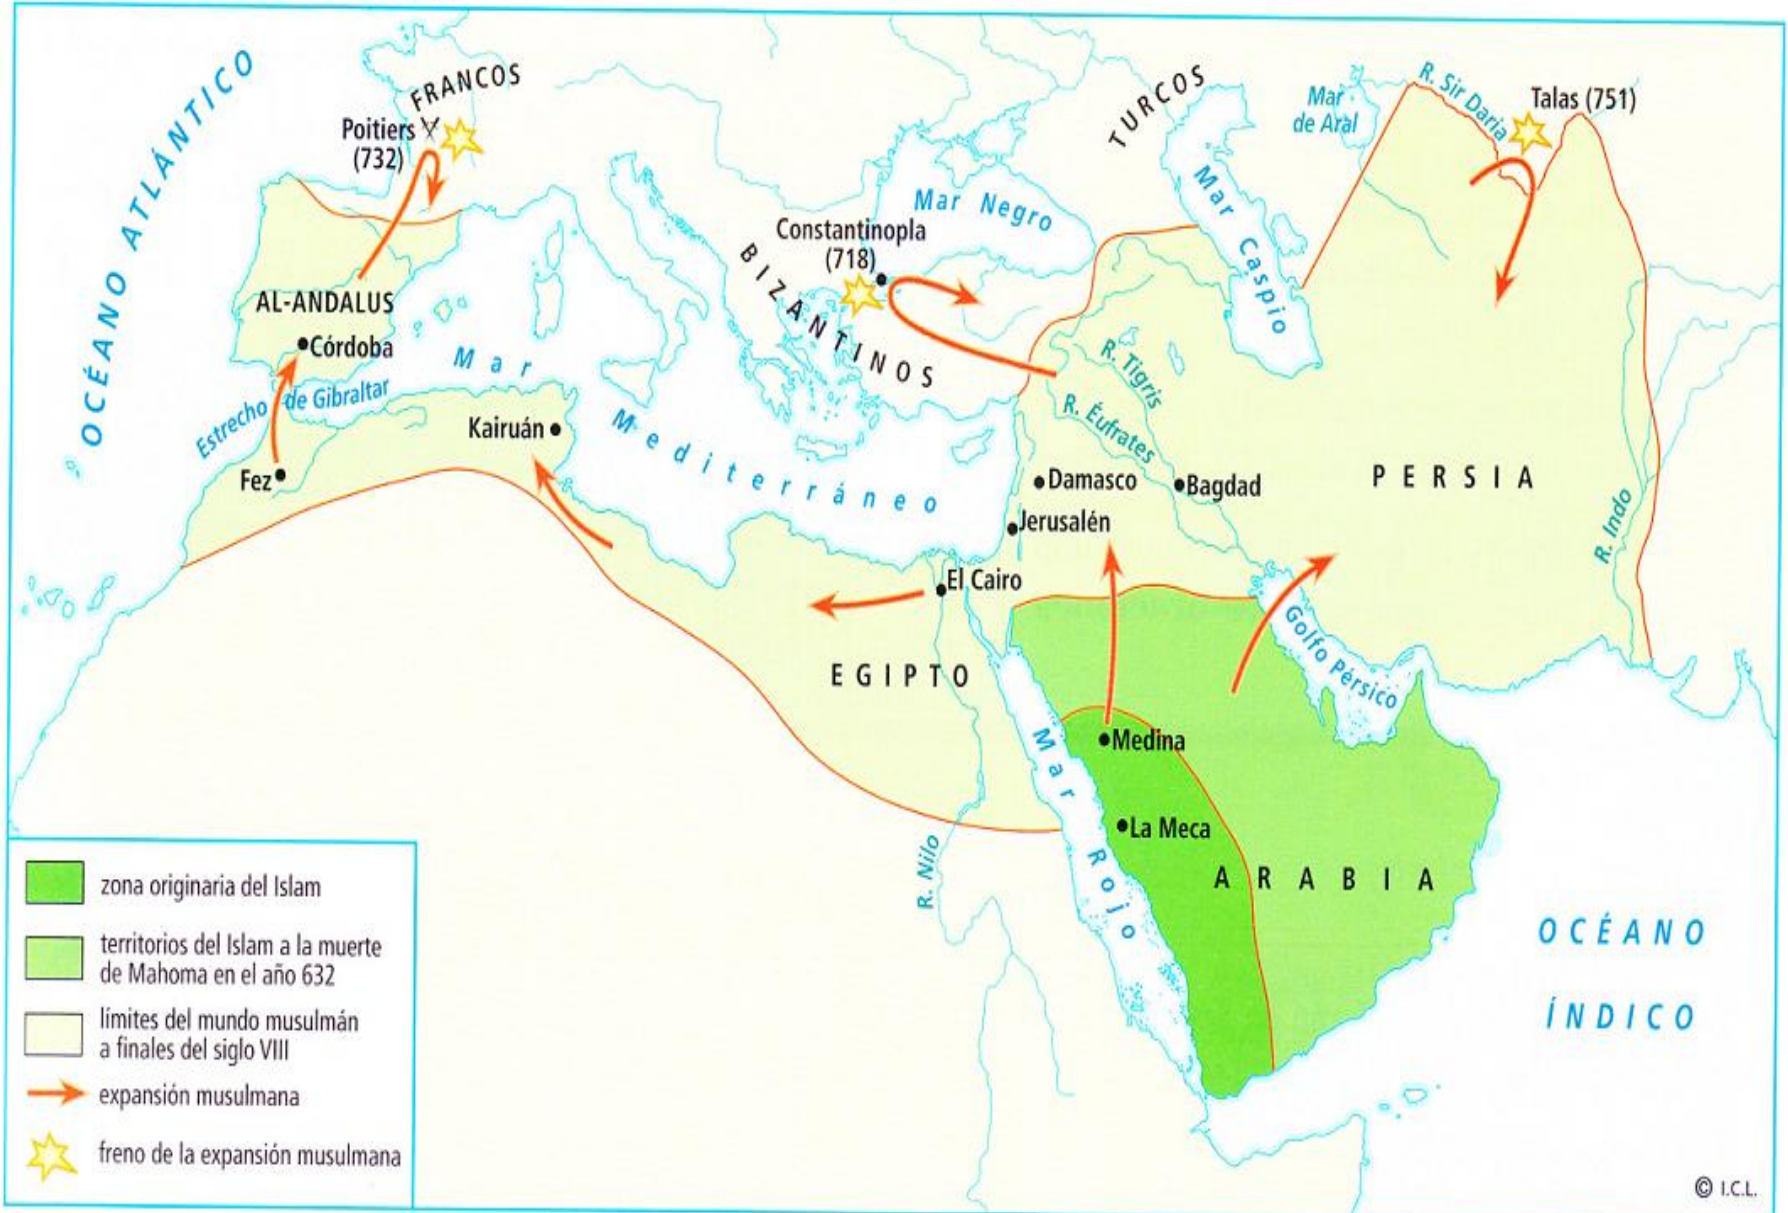 OCÉANO ATLÁNTICO
FRANCOS
Poitiers
(732)
TURCOS
Mar
de Aral
R. Sir Daria
Talas (751)
Mar Negro
Mar Caspio
Constantinopla
(718)
BIZANTINOS
AL-ANDALUS
Córdoba
Estrecho de Gibraltar
Mar
Mediterráneo
Kairuán
Fez
R. Tigris
R. Éufrates
Damasco
Bagdad
Jerusalén
PERSIA
R. Indo
El Cairo
EGIPTO
Golfo Pérsico
Mar Rojo
Medina
La Meca
ARABIA
R. Nilo
OCÉANO
ÍNDICO
zona originaria del Islam
territorios del Islam a la muerte
de Mahoma en el año 632
límites del mundo musulmán
a finales del siglo VIII
expansión musulmana
freno de la expansión musulmana
© I.C.L.